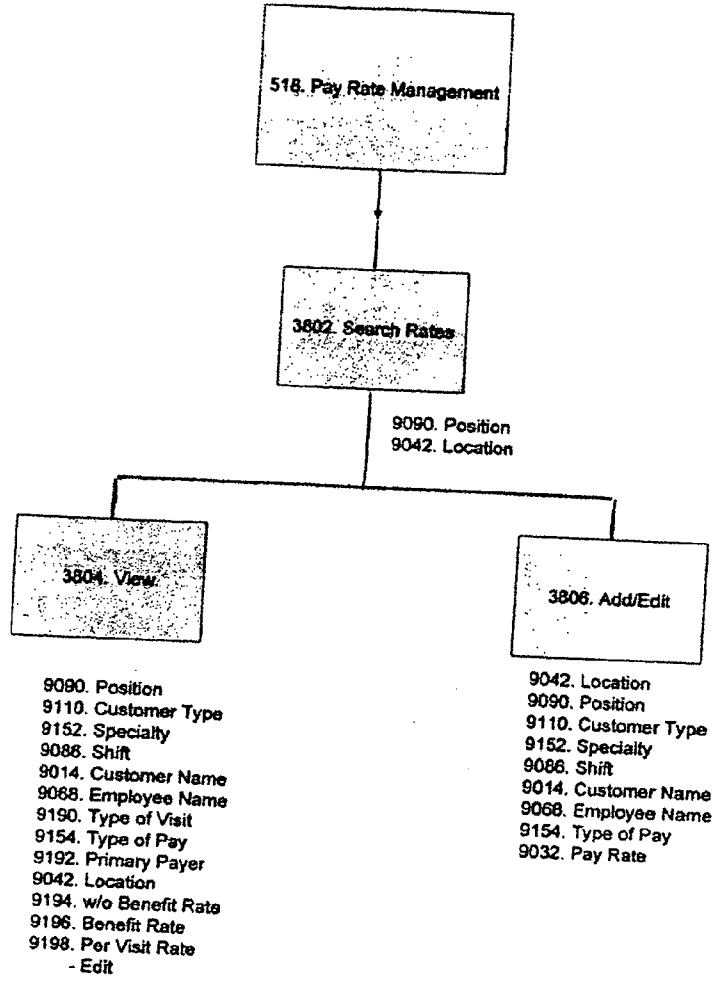 518. Pay Rate Management
3802. Search Rates
9090. Position
9042. Location
3804. View
9090. Position
9110. Customer Type
9152. Specialty
9086. Shift
9014. Customer Name
9068. Employee Name
9190. Type of Visit
9154. Type of Pay
9192. Primary Payer
9042. Location
9194. w/o Benefit Rate
9196. Benefit Rate
9198. Per Visit Rate
- Edit
3806. Add/Edit
9042. Location
9090. Position
9110. Customer Type
9152. Specialty
9086. Shift
9014. Customer Name
9068. Employee Name
9154. Type of Pay
9032. Pay Rate